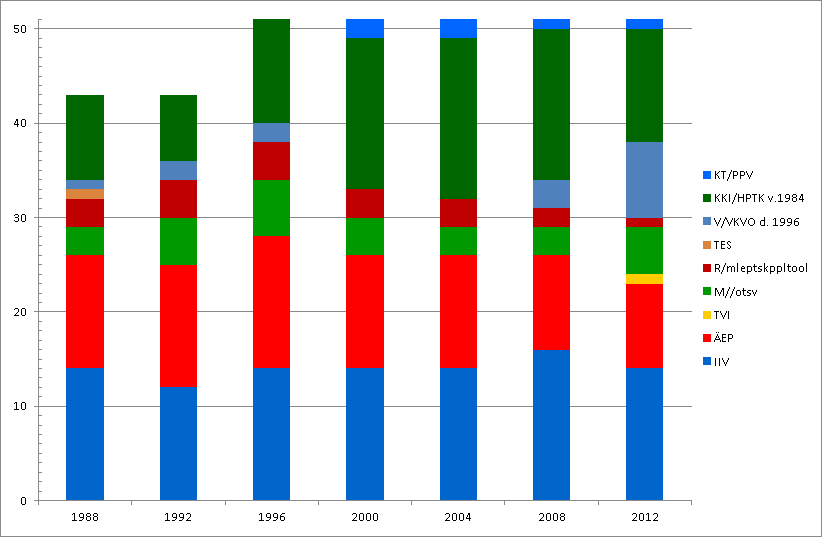 50
40
30
20
10
0
1988 1992 1996 2000 2004 2008 2012
KT/PPV
KKI/HPTK v.1984
V/VKVO d. 1996
TES
R/mleptskppltool
M//otsv
TVI
ÄEP
IIV